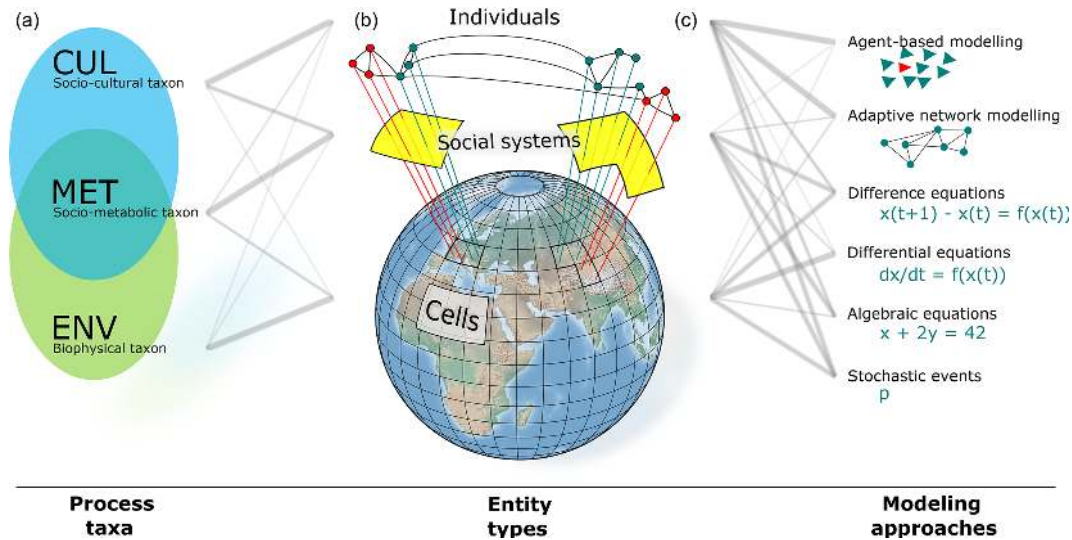 (a)
CUL
Socio-cultural taxon
MET
Socio-metabolic taxon
ENV
Biophysical taxon
(b)
Individuals
Social systems
Cells
(c)
Agent-based modelling
Adaptive network modelling
Difference equations
x(t+1) - x(t) = f(x(t))
Differential equations
dx/dt = f(x(t))
Algebraic equations
x + 2y = 42
Stochastic events
p
Process
taxa
Entity
types
Modeling
approaches